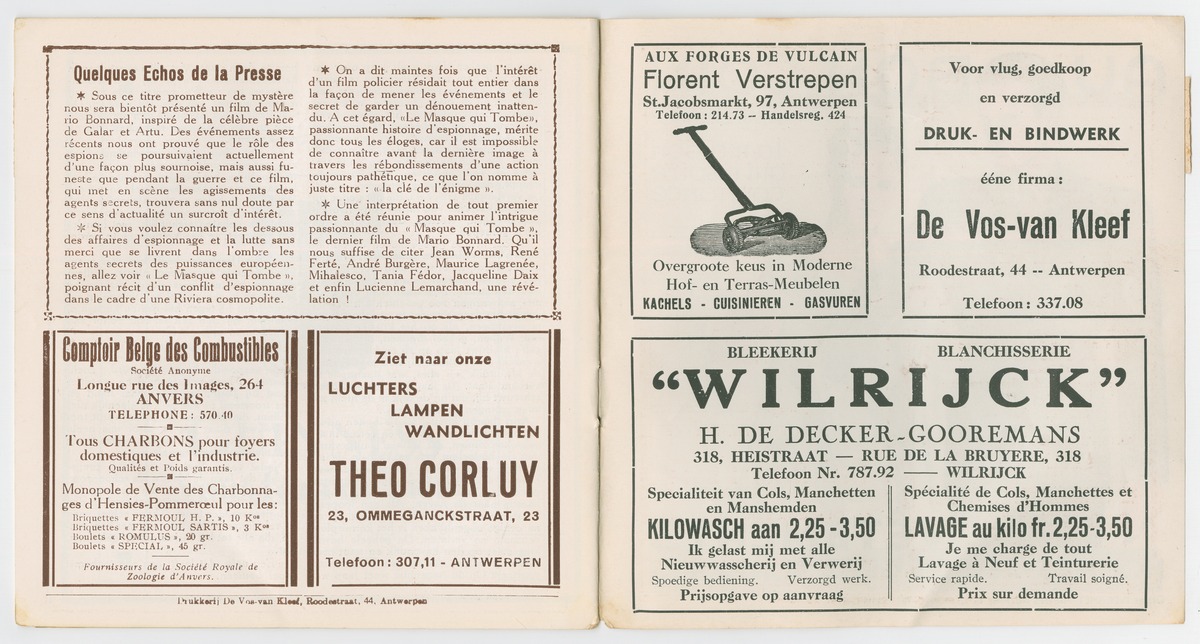 Quelques Echos de la Presse
✶ Sous ce titre prometteur de mystère
nous sera bientôt présenté un film de Ma-
rio Bonnard, inspiré de la célèbre pièce
de Galar et Artu. Des événements assez
récents nous ont prouvé que le rôle des
espions se poursuivaient actuellement
d'une façon plus sournoise, mais aussi fu-
neste que pendant la guerre et ce film,
qui met en scène les agissements des
agents secrets, trouvera sans nul doute par
ce sens d'actualité un surcroît d'intérêt.
✶ Si vous voulez connaître les dessous
des affaires d'espionnage et la lutte sans
merci que se livrent dans l'ombre les
agents secrets des puissances européen-
nes, allez voir « Le Masque qui Tombe »,
poignant récit d'un conflit d'espionnage
dans le cadre d'une Riviera cosmopolite.
✶ On a dit maintes fois que l'intérêt
d'un film policier résidait tout entier dans
la façon de mener les événements et le
secret de garder un dénouement inatten-
du. A cet égard, «Le Masque qui Tombe»,
passionnante histoire d'espionnage, mérite
donc tous les éloges, car il est impossible
de connaître avant la dernière image à
travers les rébondissements d'une action
toujours pathétique, ce que l'on nomme à
juste titre : « la clé de l'énigme ».
✶ Une interprétation de tout premier
ordre a été réunie pour animer l'intrigue
passionnante du « Masque qui Tombe »,
le dernier film de Mario Bonnard. Qu'il
nous suffise de citer Jean Worms, René
Ferté, André Burgère, Maurice Lagrenée,
Mihalesco, Tania Fédor, Jacqueline Daix
et enfin Lucienne Lemarchand, une révé-
lation !
Comptoir Belge des Combustibles
Société Anonyme
Longue rue des Images, 264
ANVERS
TELEPHONE : 570.40
Tous CHARBONS pour foyers
domestiques et l'industrie.
Qualités et Poids garantis.
Monopole de Vente des Charbonna-
ges d'Hensies-Pommerœul pour les:
Briquettes « FERMOUL H. P. », 10 Kos
Briquettes « FERMOUL SARTIS », 3 Kos
Boulets « ROMULUS », 20 gr.
Boulets « SPECIAL », 45 gr.
Fournisseurs de la Société Royale de
Zoologie d'Anvers.
Ziet naar onze
LUCHTERS
LAMPEN
WANDLICHTEN
THEO CORLUY
23, OMMEGANCKSTRAAT, 23
Telefoon : 307,11 - ANTWERPEN
Drukkerij De Vos-van Kleef, Roodestraat, 44, Antwerpen
AUX FORGES DE VULCAIN
Florent Verstrepen
St. Jacobsmarkt, 97, Antwerpen
Telefoon : 214.73 -- Handelsreg. 424
Overgroote keus in Moderne
Hof- en Terras-Meubelen
KACHELS - CUISINIEREN - GASVUREN
Voor vlug, goedkoop
en verzorgd
DRUK- EN BINDWERK
ééne firma :
De Vos-van Kleef
Roodestraat, 44 -- Antwerpen
Telefoon : 337.08
BLEEKERIJ BLANCHISSERIE
“WILRIJCK”
H. DE DECKER-GOOREMANS
318, HEISTRAAT — RUE DE LA BRUYERE, 318
Telefoon Nr. 787.92 —— WILRIJCK
Specialiteit van Cols, Manchetten
en Manshemden
KILOWASCH aan 2,25-3,50
Ik gelast mij met alle
Nieuwwasscherij en Verwerij
Spoedige bediening. Verzorgd werk.
Prijsopgave op aanvraag
Spécialité de Cols, Manchettes et
Chemises d'Hommes
LAVAGE au kilo fr. 2,25-3,50
Je me charge de tout
Lavage à Neuf et Teinturerie
Service rapide. Travail soigné.
Prix sur demande